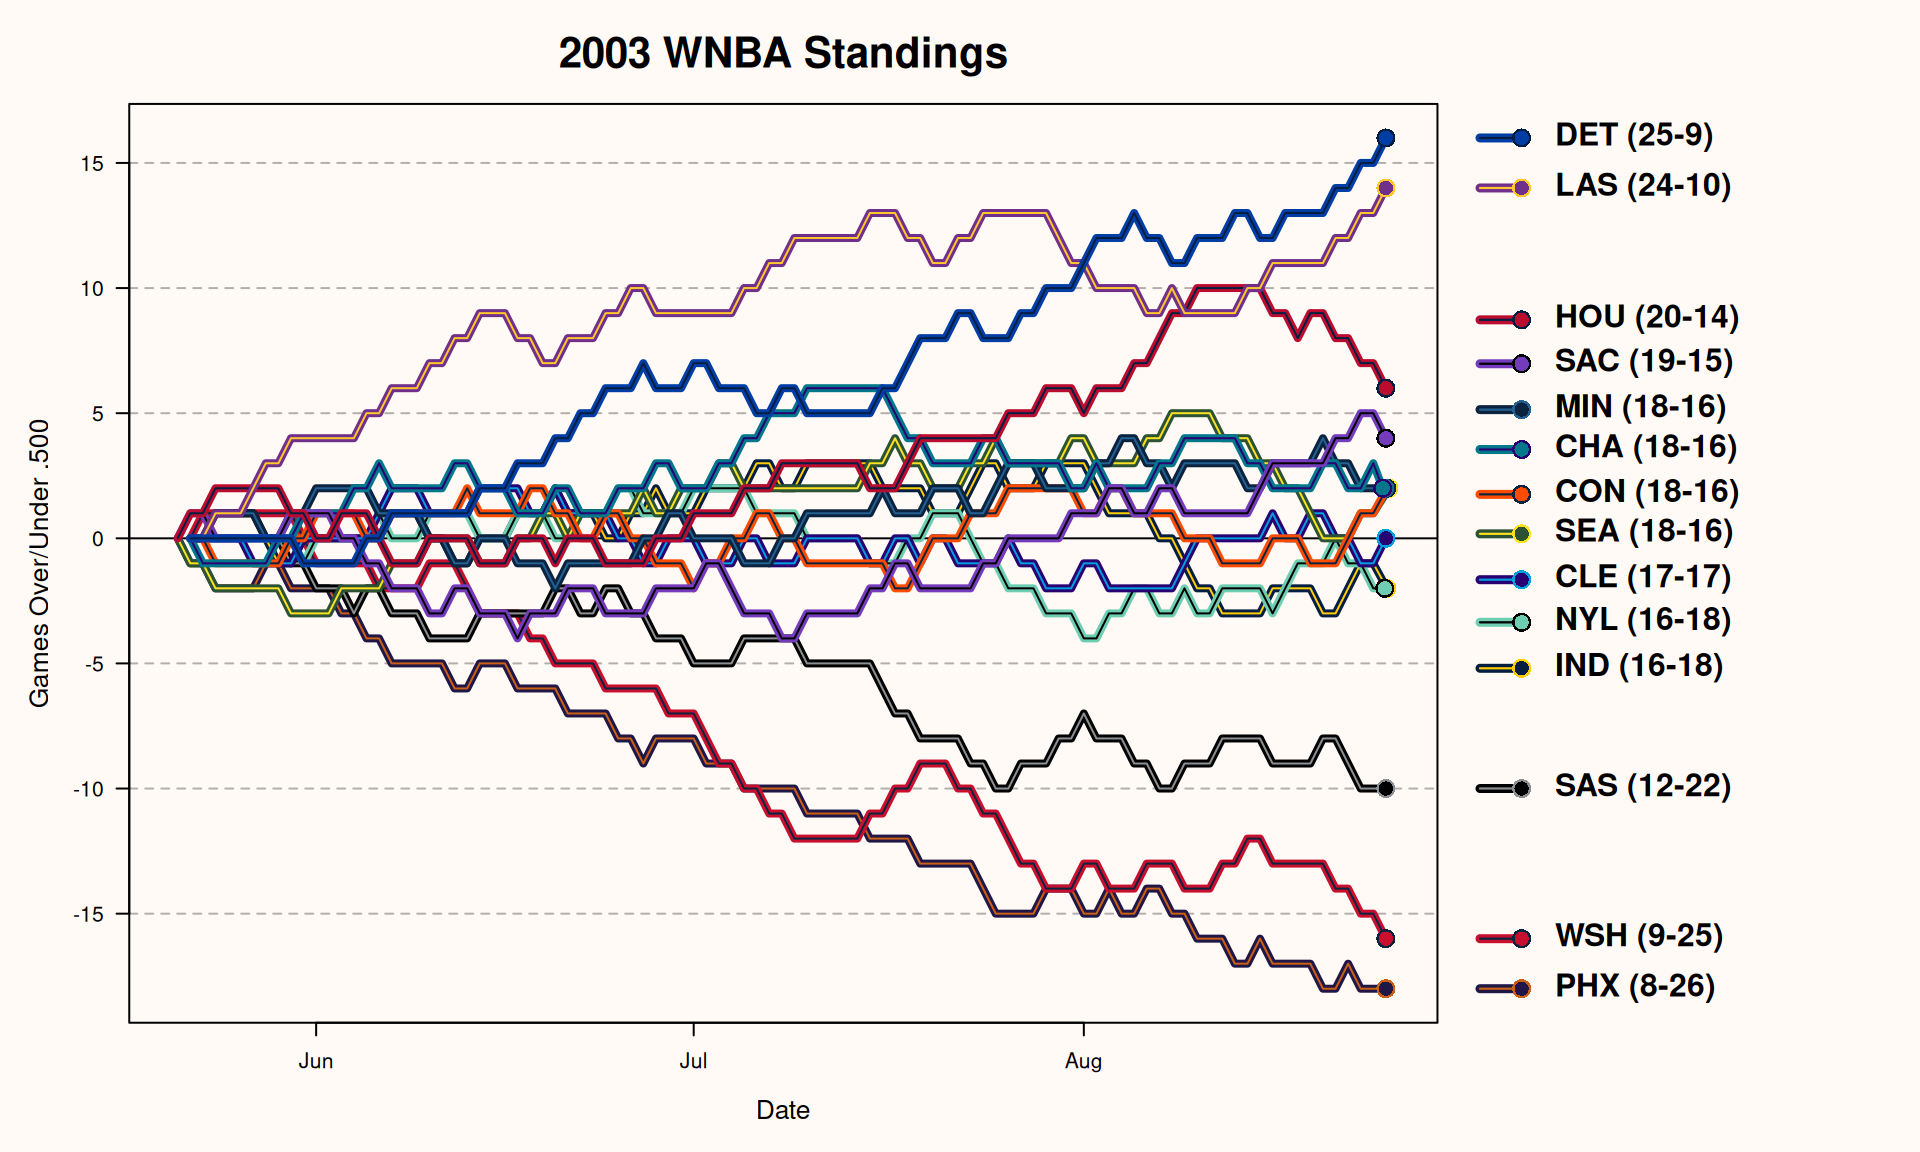 2003 WNBA Standings
Games Over/Under .500
15
10
5
0
-5
-10
-15
Jun
Jul
Aug
Date
DET (25-9)
LAS (24-10)
HOU (20-14)
SAC (19-15)
MIN (18-16)
CHA (18-16)
CON (18-16)
SEA (18-16)
CLE (17-17)
NYL (16-18)
IND (16-18)
SAS (12-22)
WSH (9-25)
PHX (8-26)